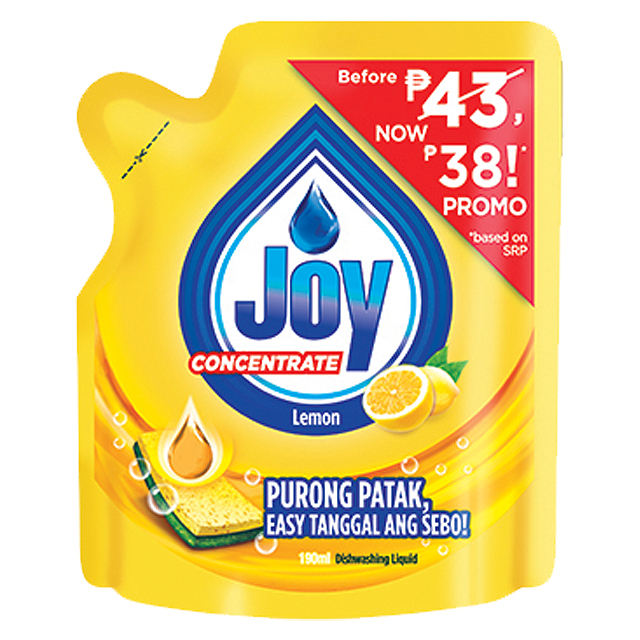 Before ₱43,
NOW
₱38!*
PROMO
*based on
SRP
Joy
CONCENTRATE
Lemon
PURONG PATAK,
EASY TANGGAL ANG SEBO!
190ml Dishwashing Liquid